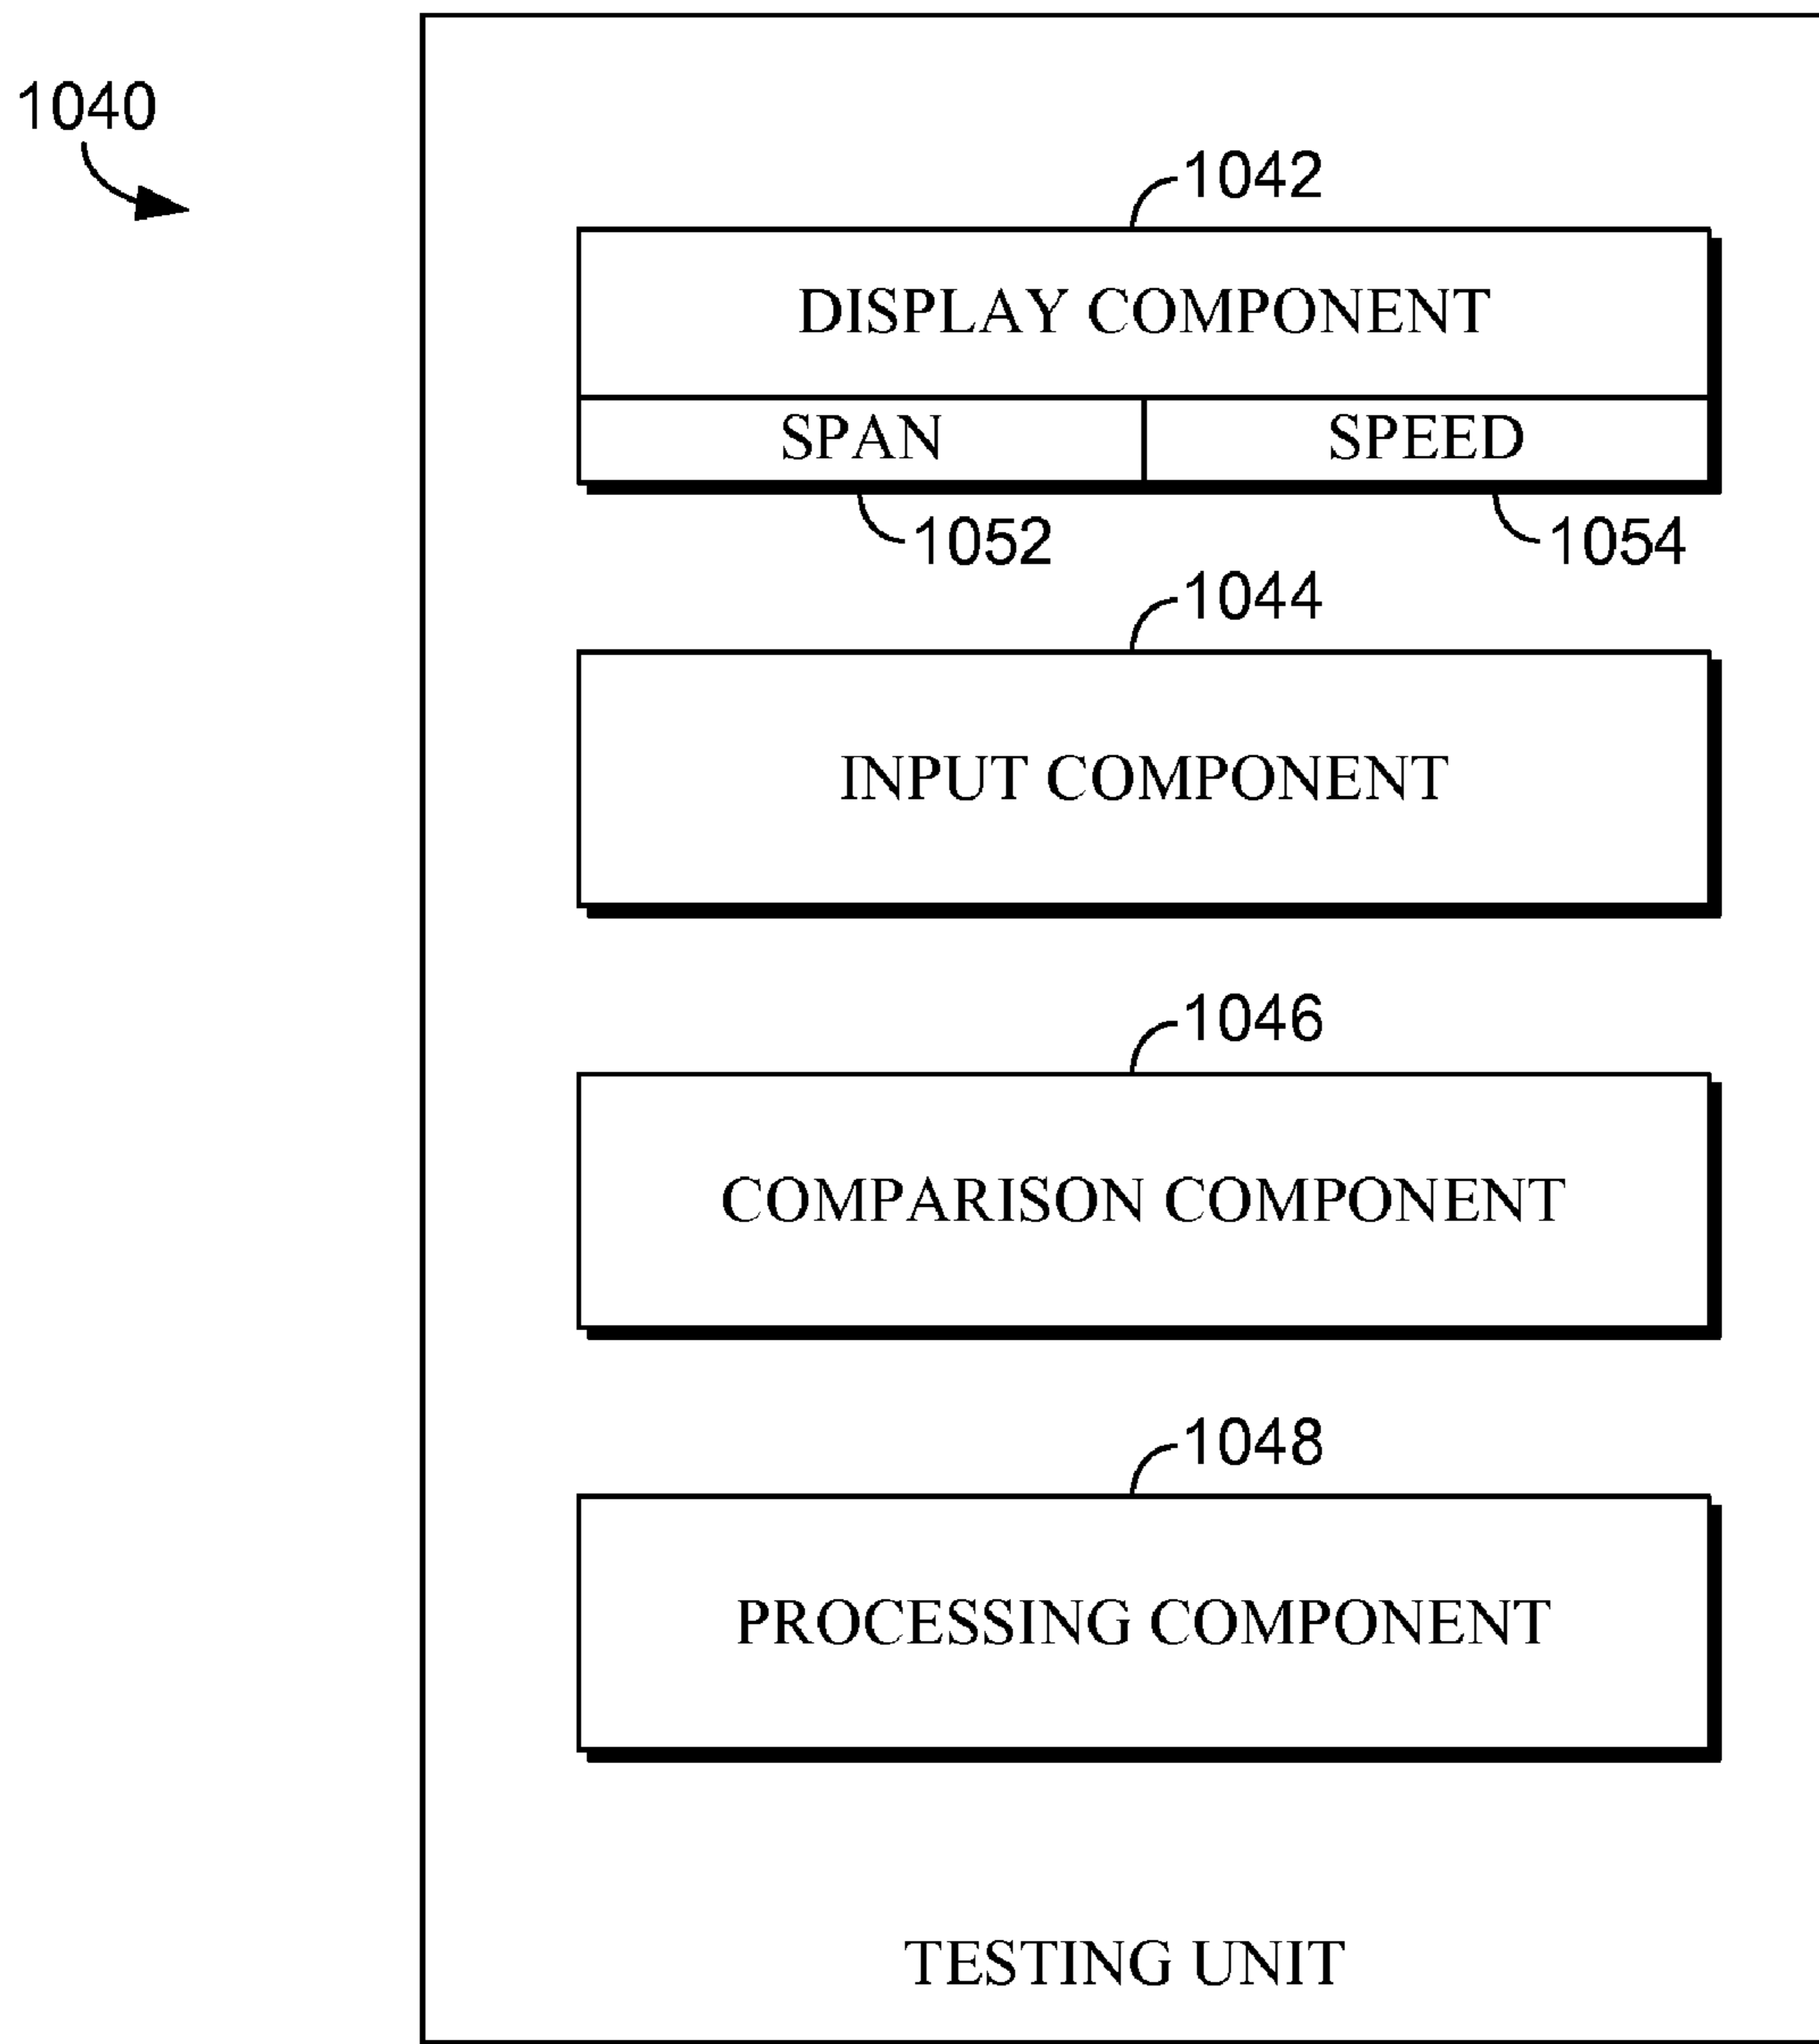 1040
1042
DISPLAY COMPONENT
SPAN SPEED
1052 1054
1044
INPUT COMPONENT
1046
COMPARISON COMPONENT
1048
PROCESSING COMPONENT
TESTING UNIT